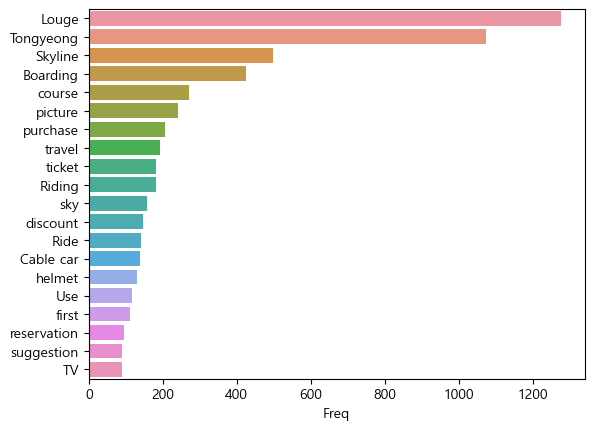 Louge
Tongyeong
Skyline
Boarding
course
picture
purchase
travel
ticket
Riding
sky
discount
Ride
Cable car
helmet
Use
first
reservation
suggestion
TV
0 200 400 600 800 1000 1200
Freq